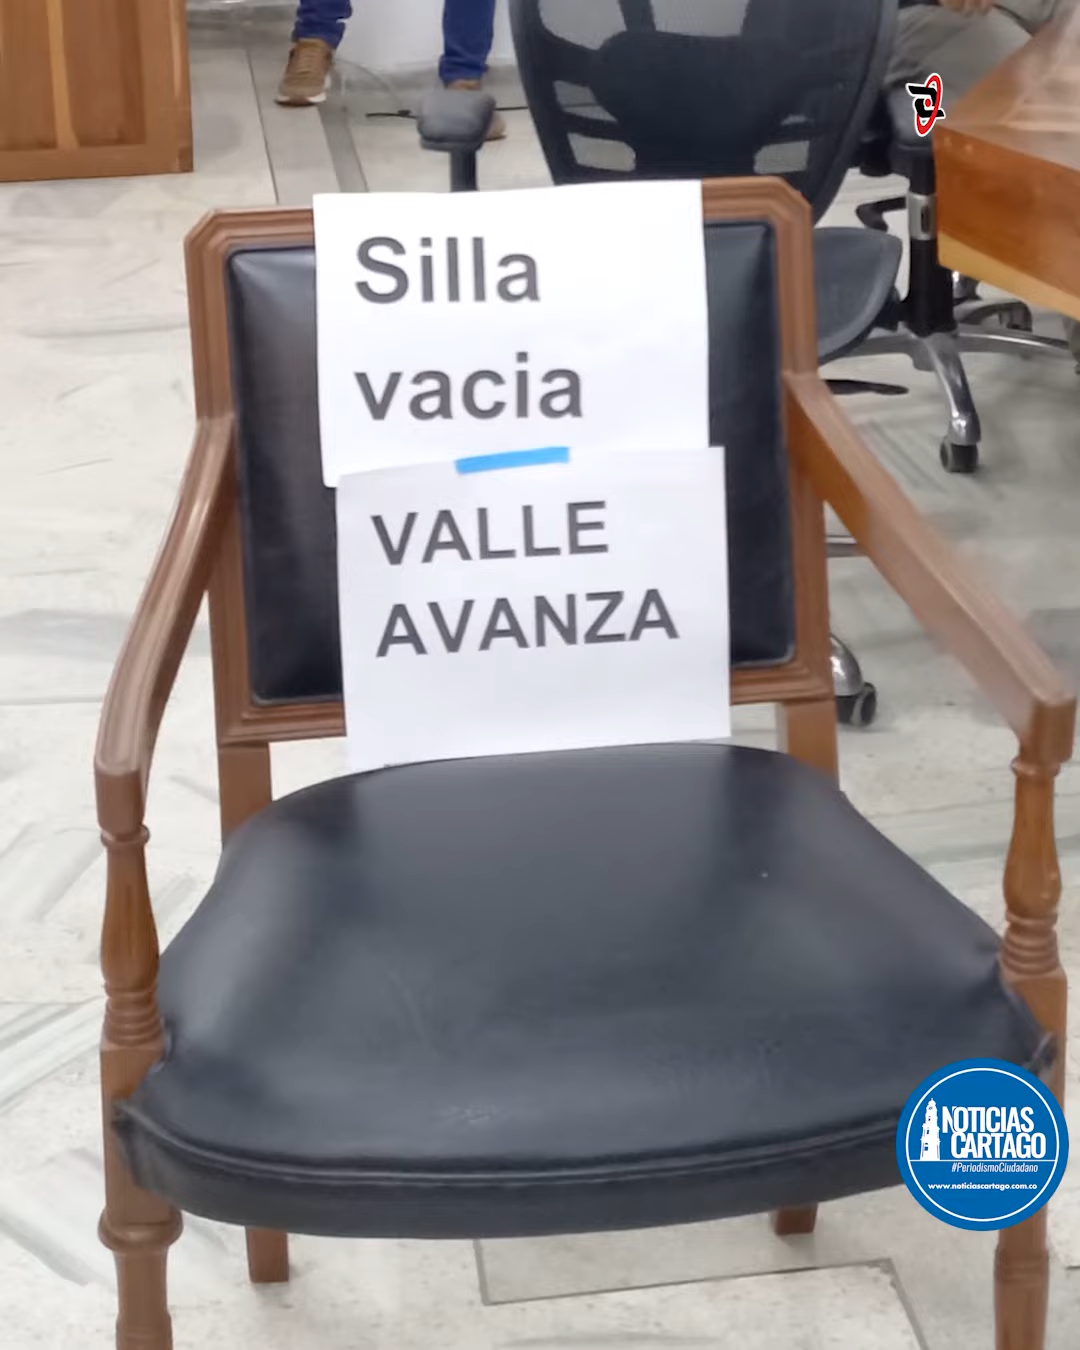 Silla
vacia
VALLE
AVANZA
NOTICIAS
CARTAGO
#PeriodismoCiudadano
www.noticiascartago.com.co